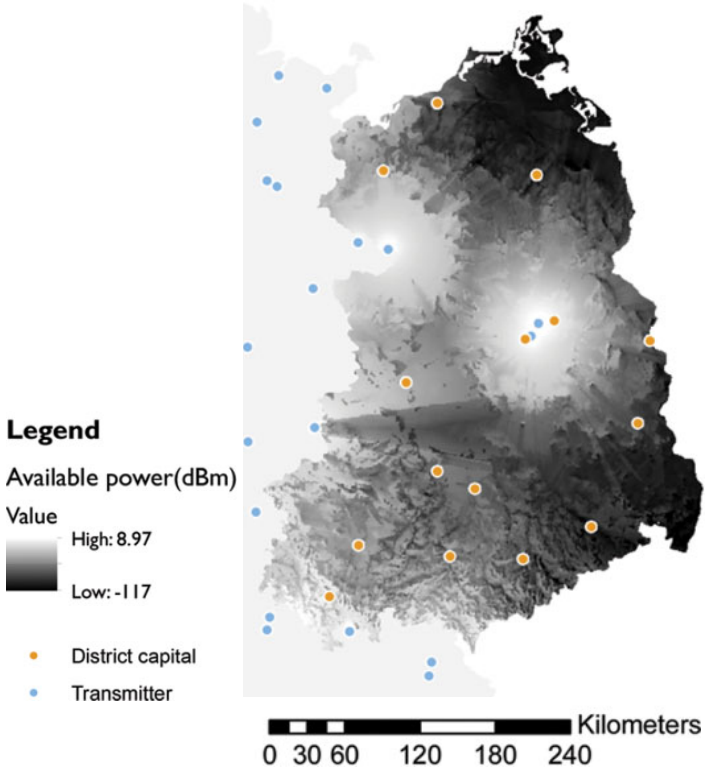 Legend
Available power(dBm)
Value
High: 8.97
Low: -117
District capital
Transmitter
Kilometers
0 30 60 120 180 240